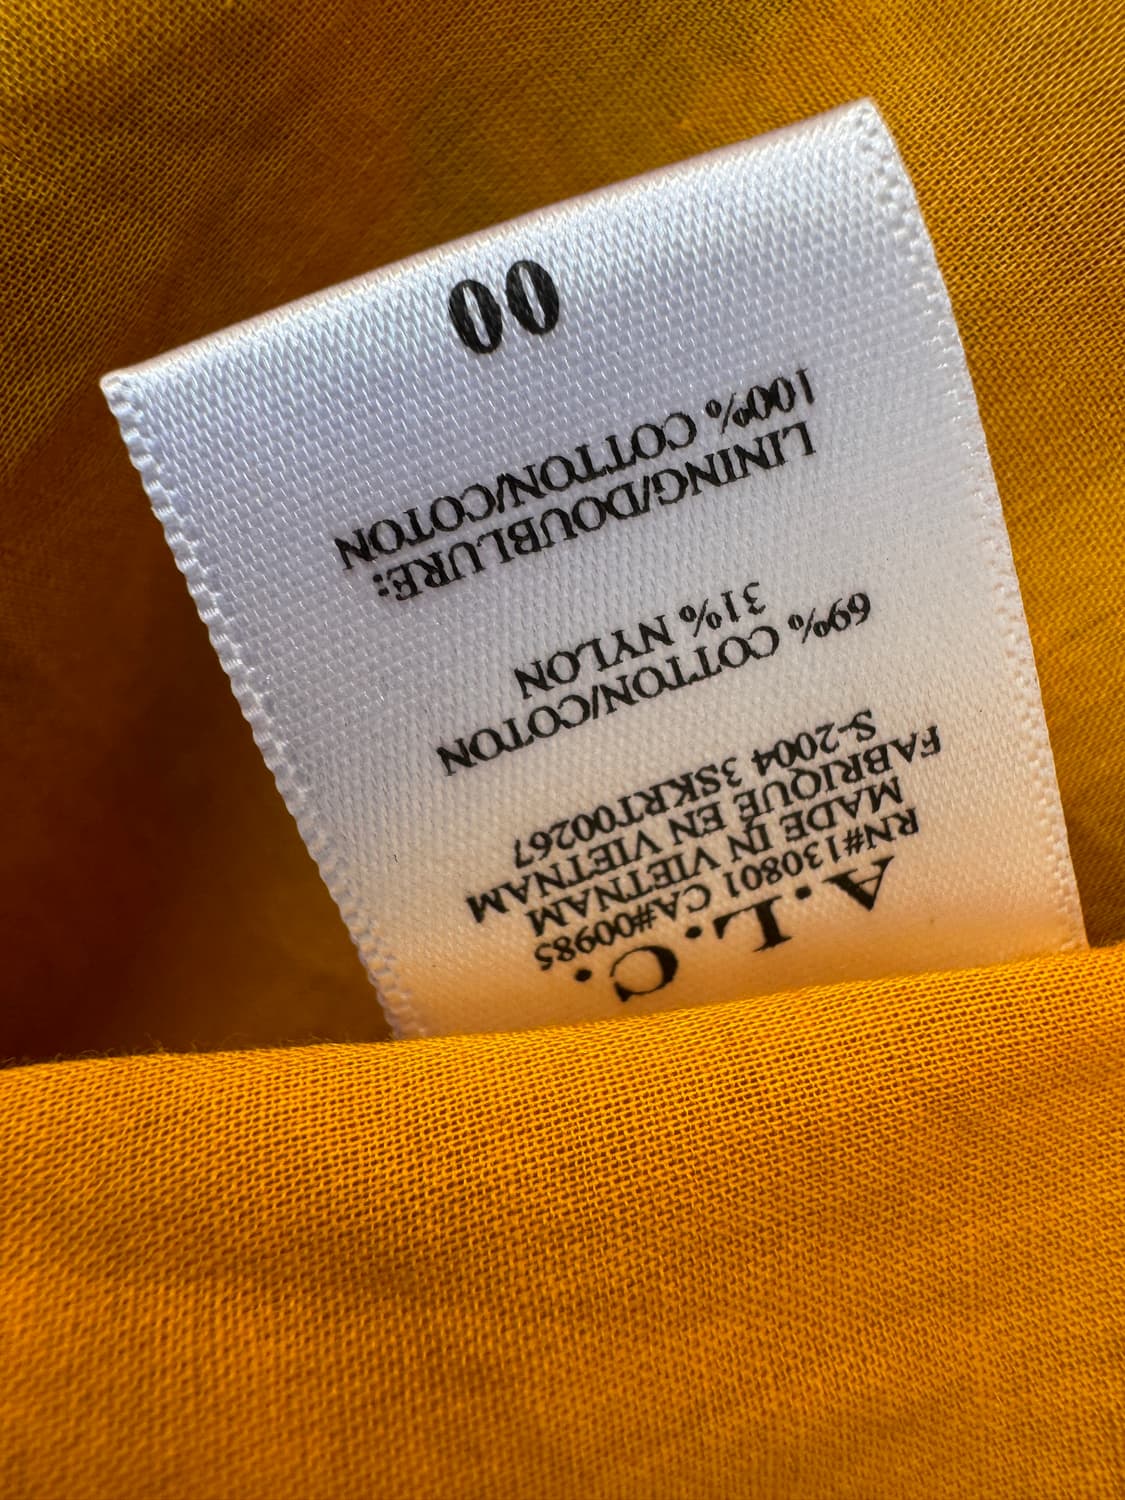 A.L.C.
RN#130801 CA#00985
MADE IN VIETNAM
FABRIQUÉ EN VIETNAM
S-2004 3SKRT00267
69% COTTON/COTON
31% NYLON
LINING/DOUBLURE:
100% COTTON/COTON
00